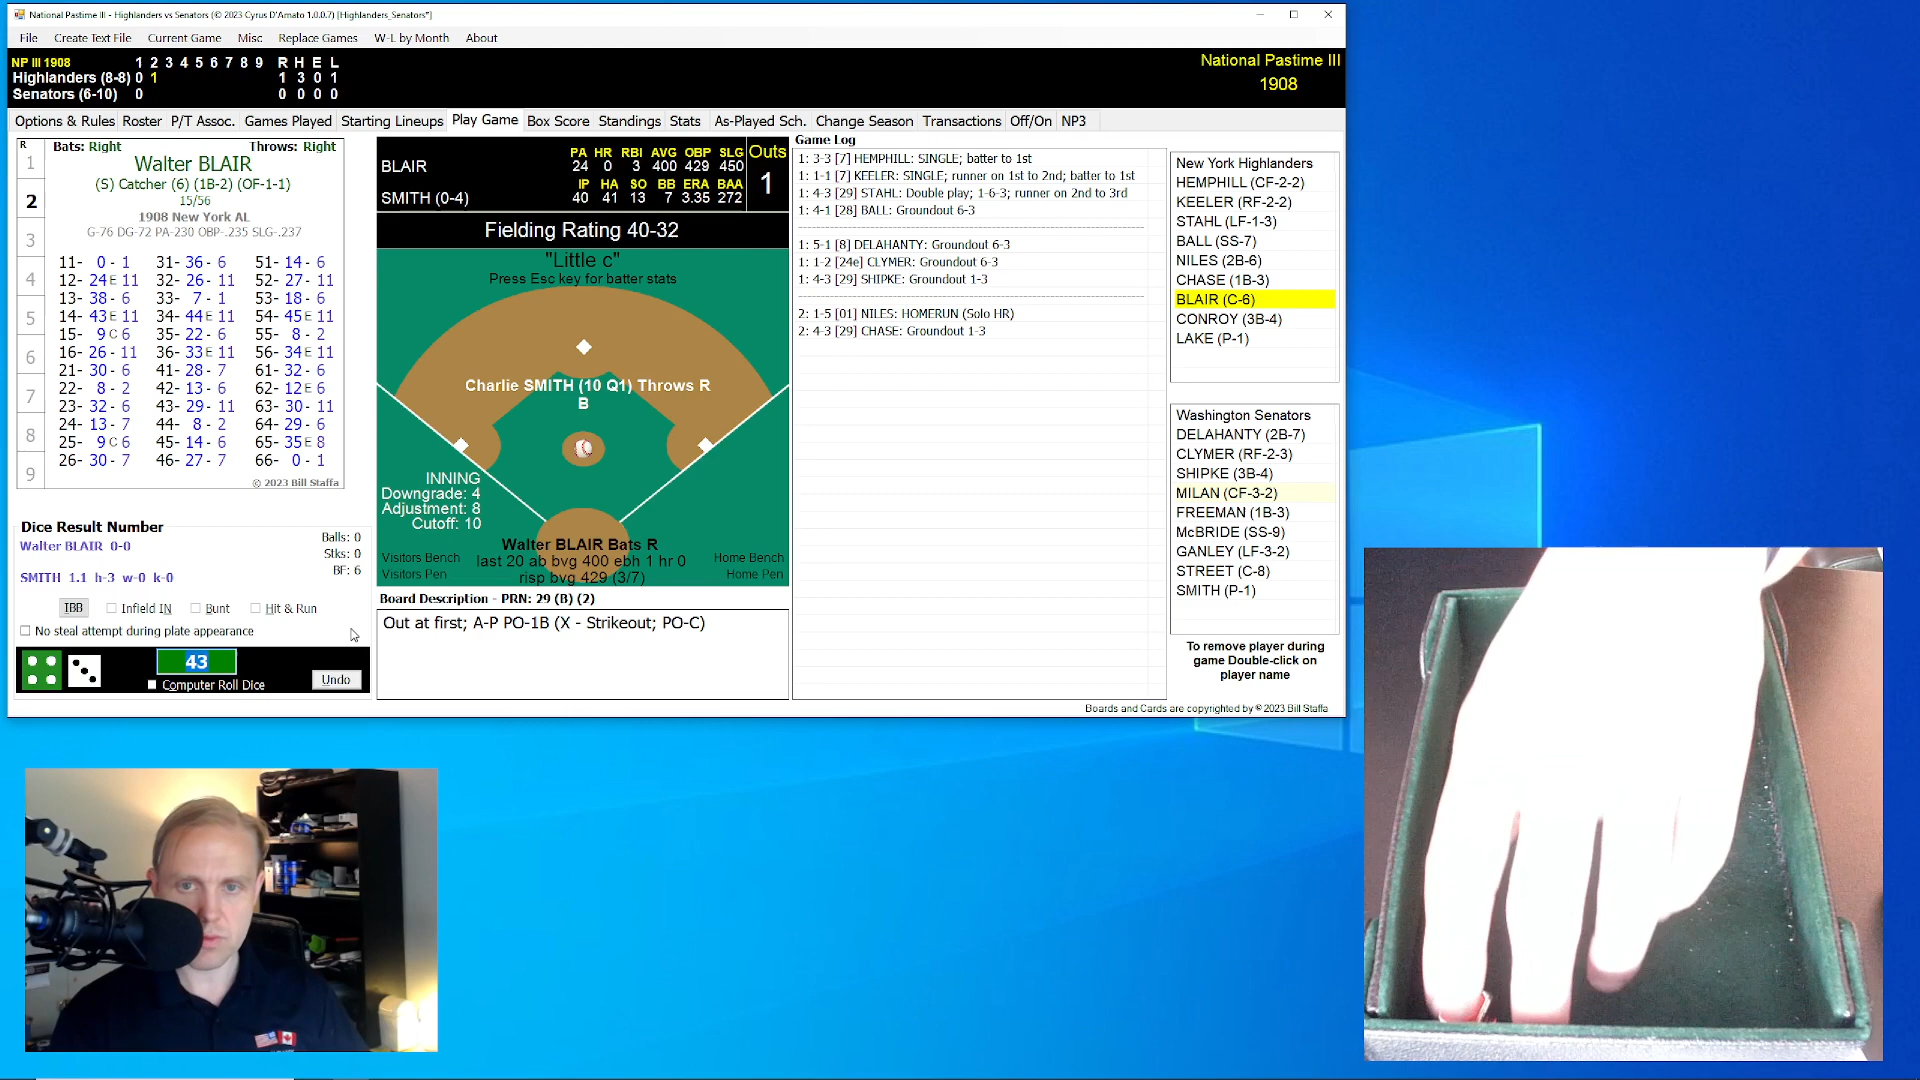 National Pastime III - Highlanders vs Senators (© 2023 Cyrus D'Amato 1.0.0.7) [Highlanders_Senators*]
File Create Text File Current Game Misc Replace Games W-L by Month About
NP III 1908 1 2 3 4 5 6 7 8 9 R H E L
Highlanders (8-8) 0 1 1 3 0 1
Senators (6-10) 0 0 0 0 0
National Pastime III
1908
Options & Rules Roster P/T Assoc. Games Played Starting Lineups Play Game Box Score Standings Stats As-Played Sch. Change Season Transactions Off/On NP3
R
1
2
3
4
5
6
7
8
9
Bats: Right Throws: Right
Walter BLAIR
(S) Catcher (6) (1B-2) (OF-1-1)
15/56
1908 New York AL
G-76 DG-72 PA-230 OBP-.235 SLG-.237
11- 0 - 1 31- 36 - 6 51- 14 - 6
12- 24 E 11 32- 26 - 11 52- 27 - 11
13- 38 - 6 33- 7 - 1 53- 18 - 6
14- 43 E 11 34- 44 E 11 54- 45 E 11
15- 9 C 6 35- 22 - 6 55- 8 - 2
16- 26 - 11 36- 33 E 11 56- 34 E 11
21- 30 - 6 41- 28 - 7 61- 32 - 6
22- 8 - 2 42- 13 - 6 62- 12 E 6
23- 32 - 6 43- 29 - 11 63- 30 - 11
24- 13 - 7 44- 8 - 2 64- 29 - 6
25- 9 C 6 45- 14 - 6 65- 35 E 8
26- 30 - 7 46- 27 - 7 66- 0 - 1
© 2023 Bill Staffa
Dice Result Number
Walter BLAIR 0-0
SMITH 1.1 h-3 w-0 k-0
Balls: 0
Stks: 0
BF: 6
IBB Infield IN Bunt Hit & Run
No steal attempt during plate appearance
43
Computer Roll Dice
Undo
BLAIR
PA HR RBI AVG OBP SLG
24 0 3 400 429 450
SMITH (0-4)
IP HA SO BB ERA BAA
40 41 13 7 3.35 272
Outs
1
Fielding Rating 40-32
"Little c"
Press Esc key for batter stats
Charlie SMITH (10 Q1) Throws R
B
INNING
Downgrade: 4
Adjustment: 8
Cutoff: 10
Walter BLAIR Bats R
last 20 ab bvg 400 ebh 1 hr 0
risp bvg 429 (3/7)
Visitors Bench
Visitors Pen
Home Bench
Home Pen
Board Description - PRN: 29 (B) (2)
Out at first; A-P PO-1B (X - Strikeout; PO-C)
Game Log
1: 3-3 [7] HEMPHILL: SINGLE; batter to 1st
1: 1-1 [7] KEELER: SINGLE; runner on 1st to 2nd; batter to 1st
1: 4-3 [29] STAHL: Double play; 1-6-3; runner on 2nd to 3rd
1: 4-1 [28] BALL: Groundout 6-3
1: 5-1 [8] DELAHANTY: Groundout 6-3
1: 1-2 [24e] CLYMER: Groundout 6-3
1: 4-3 [29] SHIPKE: Groundout 1-3
2: 1-5 [01] NILES: HOMERUN (Solo HR)
2: 4-3 [29] CHASE: Groundout 1-3
New York Highlanders
HEMPHILL (CF-2-2)
KEELER (RF-2-2)
STAHL (LF-1-3)
BALL (SS-7)
NILES (2B-6)
CHASE (1B-3)
BLAIR (C-6)
CONROY (3B-4)
LAKE (P-1)
Washington Senators
DELAHANTY (2B-7)
CLYMER (RF-2-3)
SHIPKE (3B-4)
MILAN (CF-3-2)
FREEMAN (1B-3)
McBRIDE (SS-9)
GANLEY (LF-3-2)
STREET (C-8)
SMITH (P-1)
To remove player during
game Double-click on
player name
Boards and Cards are copyrighted by © 2023 Bill Staffa